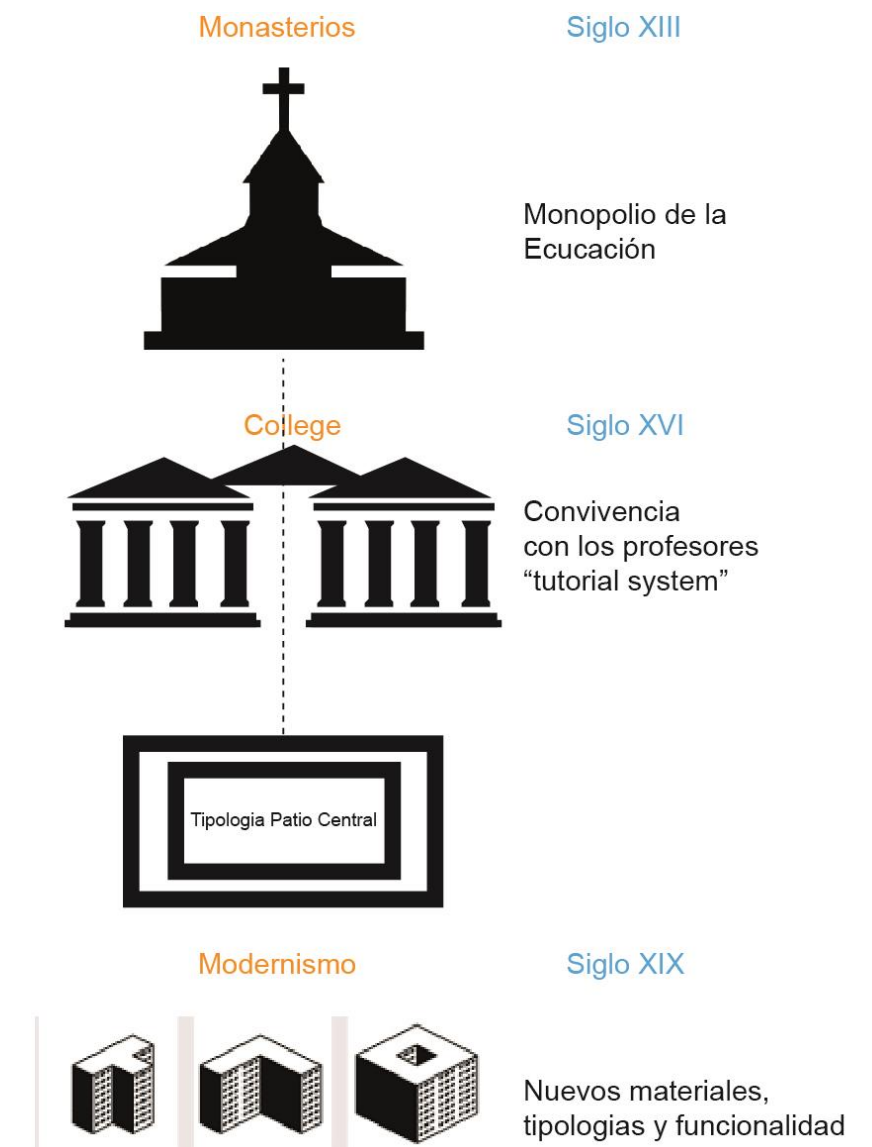 Monasterios
Siglo XIII
Monopolio de la
Ecucación
College
Siglo XVI
Convivencia
con los profesores
“tutorial system”
Tipologia Patio Central
Modernismo
Siglo XIX
Nuevos materiales,
tipologias y funcionalidad